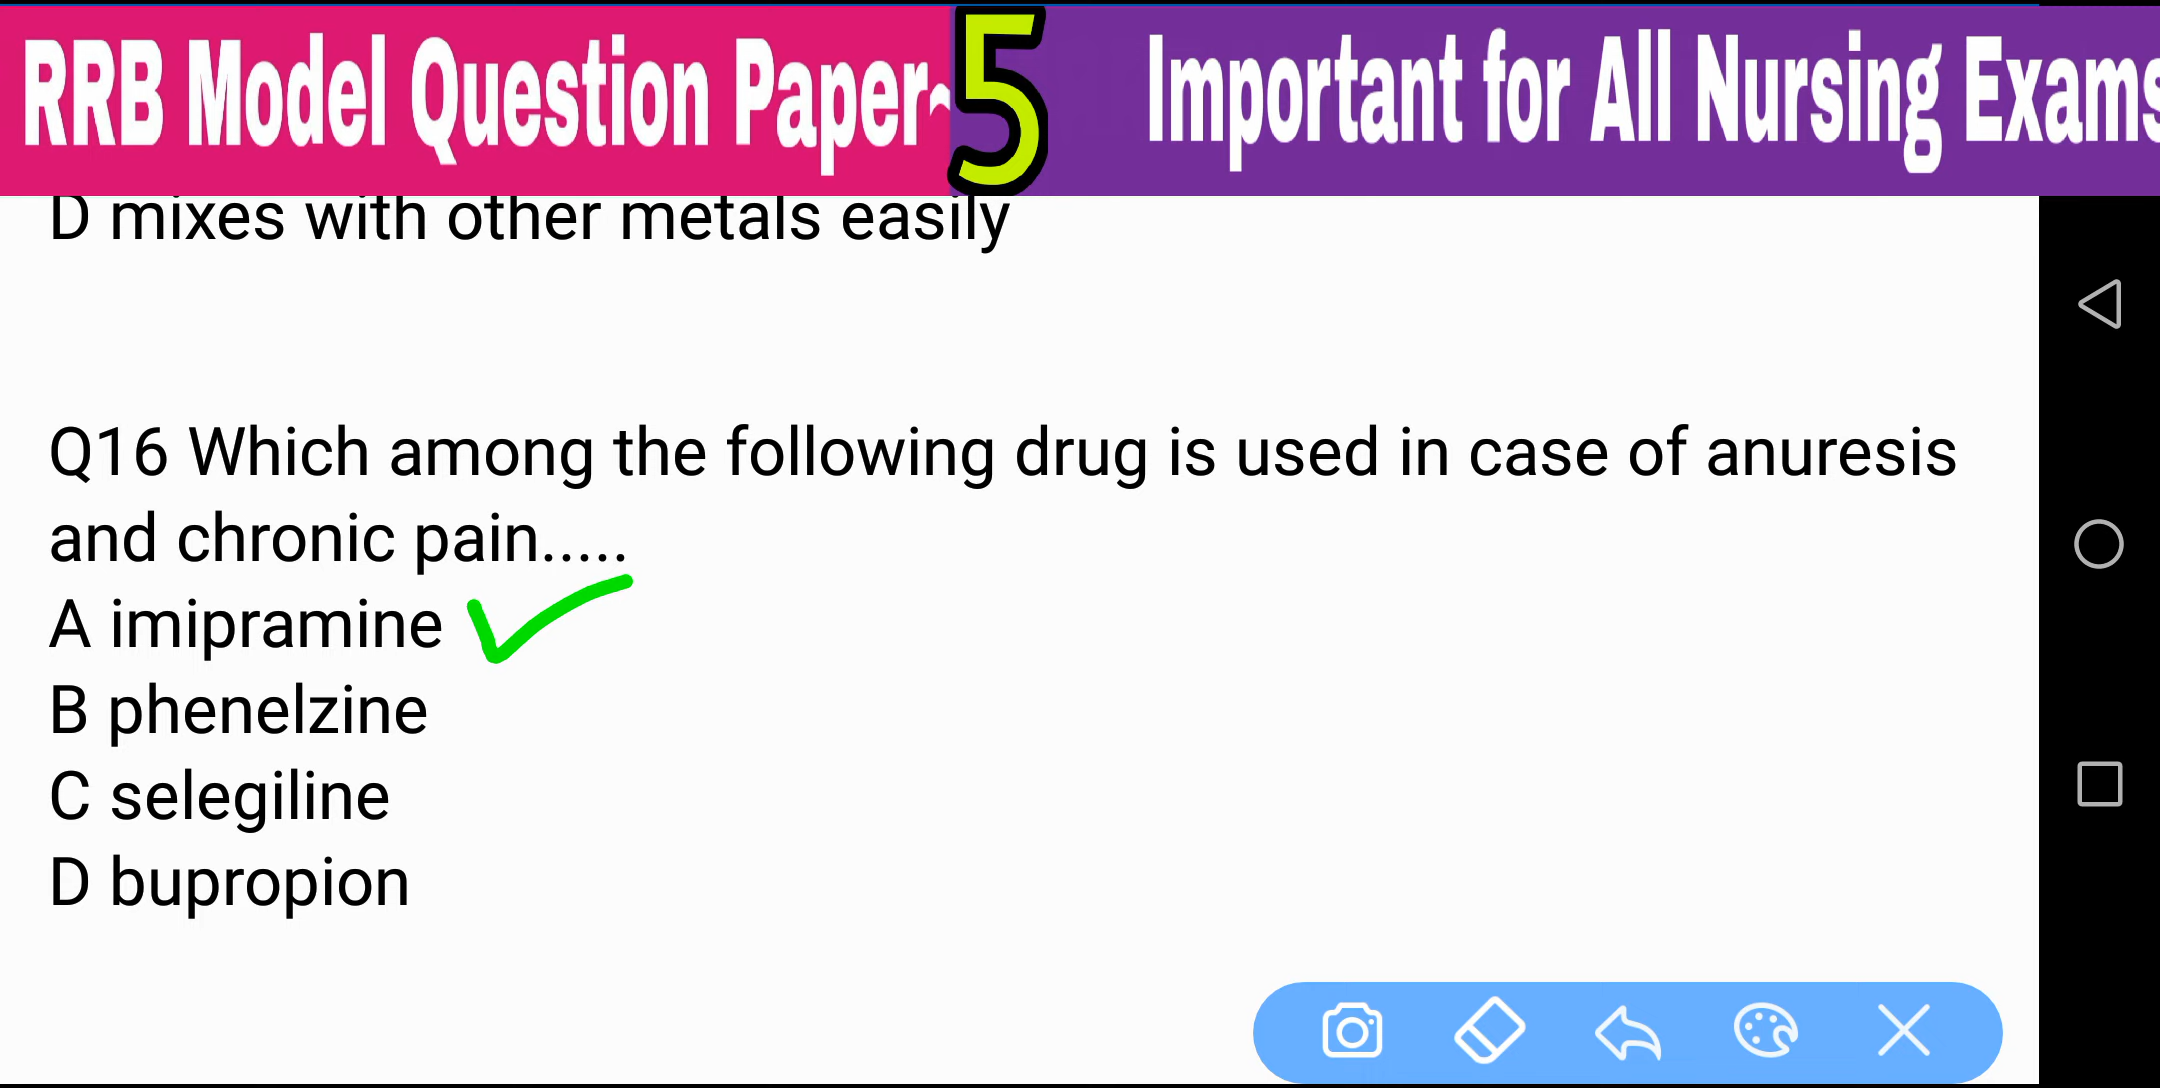 RRB Model Question Paper-5 Important for All Nursing Exams
D mixes with other metals easily
Q16 Which among the following drug is used in case of anuresis
and chronic pain.....
A imipramine
B phenelzine
C selegiline
D bupropion